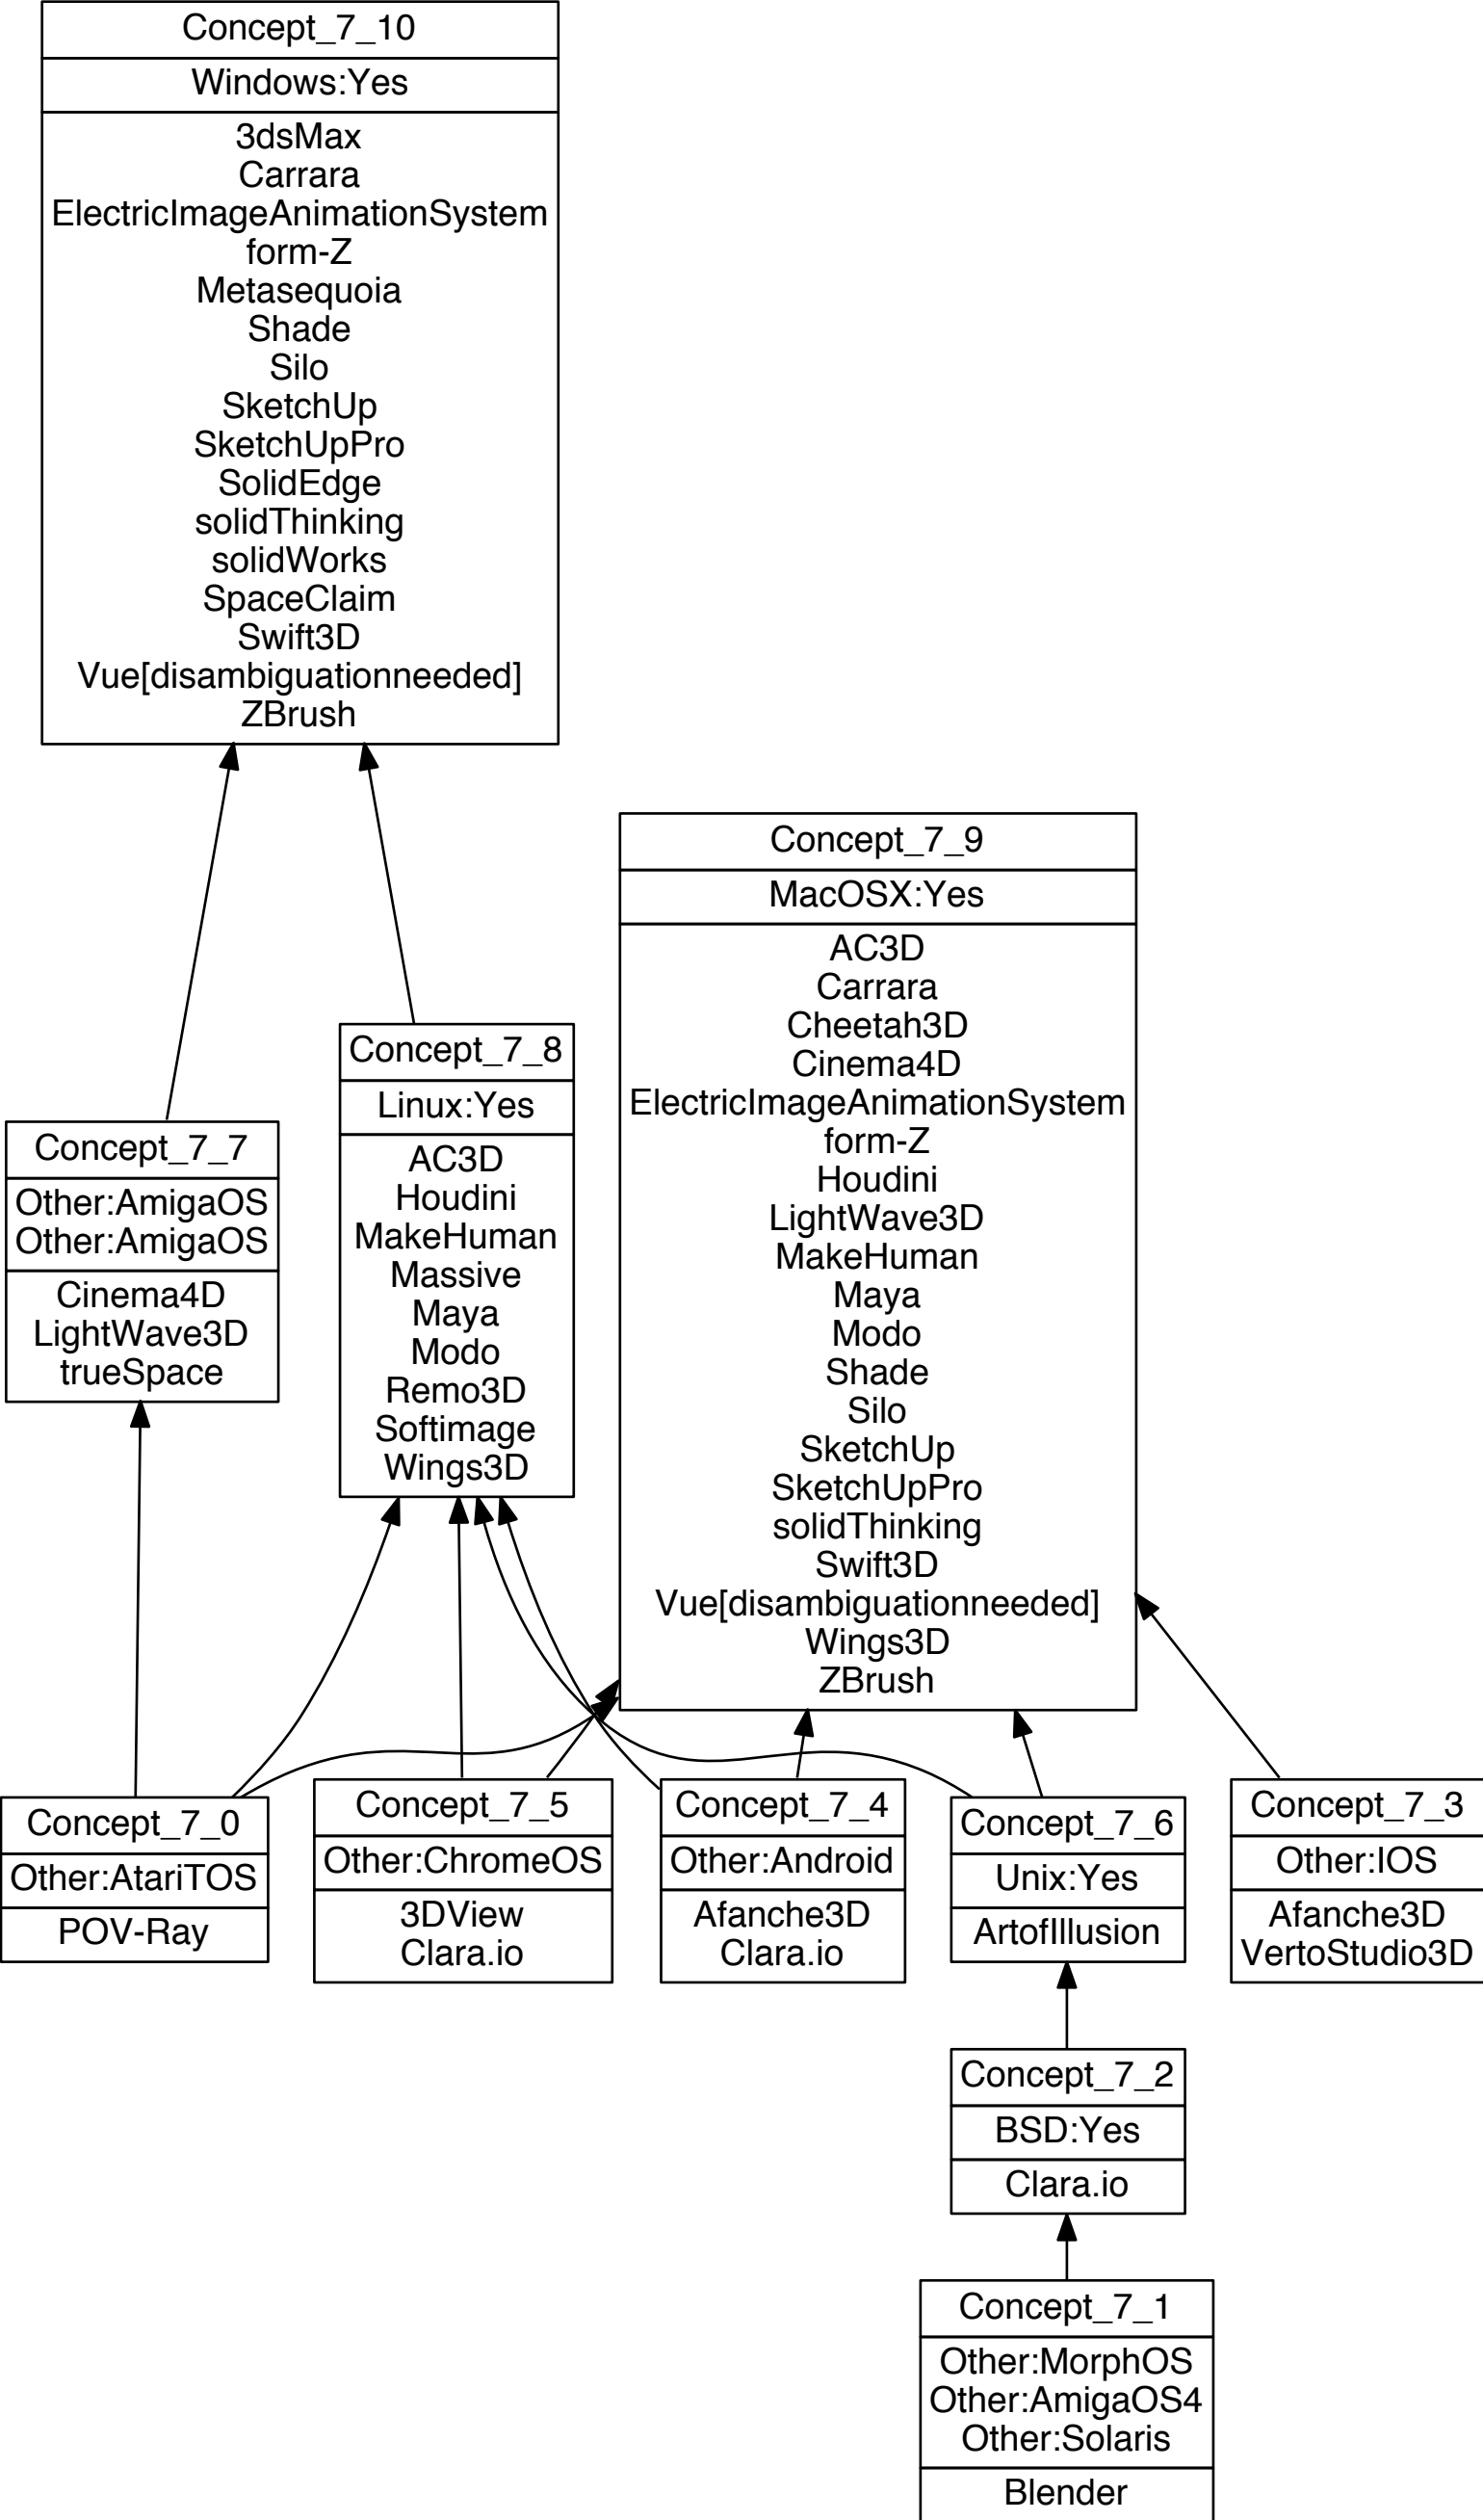 Concept_7_10
Windows:Yes
3dsMax
Carrara
ElectricImageAnimationSystem
form-Z
Metasequoia
Shade
Silo
SketchUp
SketchUpPro
SolidEdge
solidThinking
solidWorks
SpaceClaim
Swift3D
Vue[disambiguationneeded]
ZBrush
Concept_7_9
MacOSX:Yes
AC3D
Carrara
Cheetah3D
Cinema4D
ElectricImageAnimationSystem
form-Z
Houdini
LightWave3D
MakeHuman
Maya
Modo
Shade
Silo
SketchUp
SketchUpPro
solidThinking
Swift3D
Vue[disambiguationneeded]
Wings3D
ZBrush
Concept_7_8
Linux:Yes
AC3D
Houdini
MakeHuman
Massive
Maya
Modo
Remo3D
Softimage
Wings3D
Concept_7_7
Other:AmigaOS
Other:AmigaOS
Cinema4D
LightWave3D
trueSpace
Concept_7_0
Other:AtariTOS
POV-Ray
Concept_7_5
Other:ChromeOS
3DView
Clara.io
Concept_7_4
Other:Android
Afanche3D
Clara.io
Concept_7_6
Unix:Yes
ArtofIllusion
Concept_7_3
Other:IOS
Afanche3D
VertoStudio3D
Concept_7_2
BSD:Yes
Clara.io
Concept_7_1
Other:MorphOS
Other:AmigaOS4
Other:Solaris
Blender